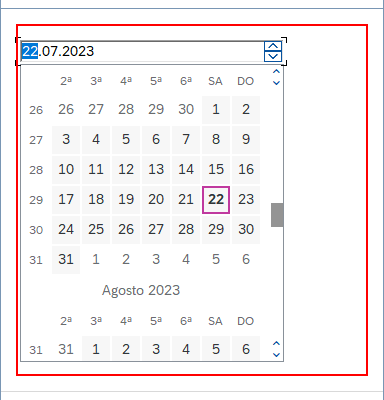 22.07.2023
2ª 3ª 4ª 5ª 6ª SA DO
26 26 27 28 29 30 1 2
27 3 4 5 6 7 8 9
28 10 11 12 13 14 15 16
29 17 18 19 20 21 22 23
30 24 25 26 27 28 29 30
31 31 1 2 3 4 5 6
Agosto 2023
2ª 3ª 4ª 5ª 6ª SA DO
31 31 1 2 3 4 5 6